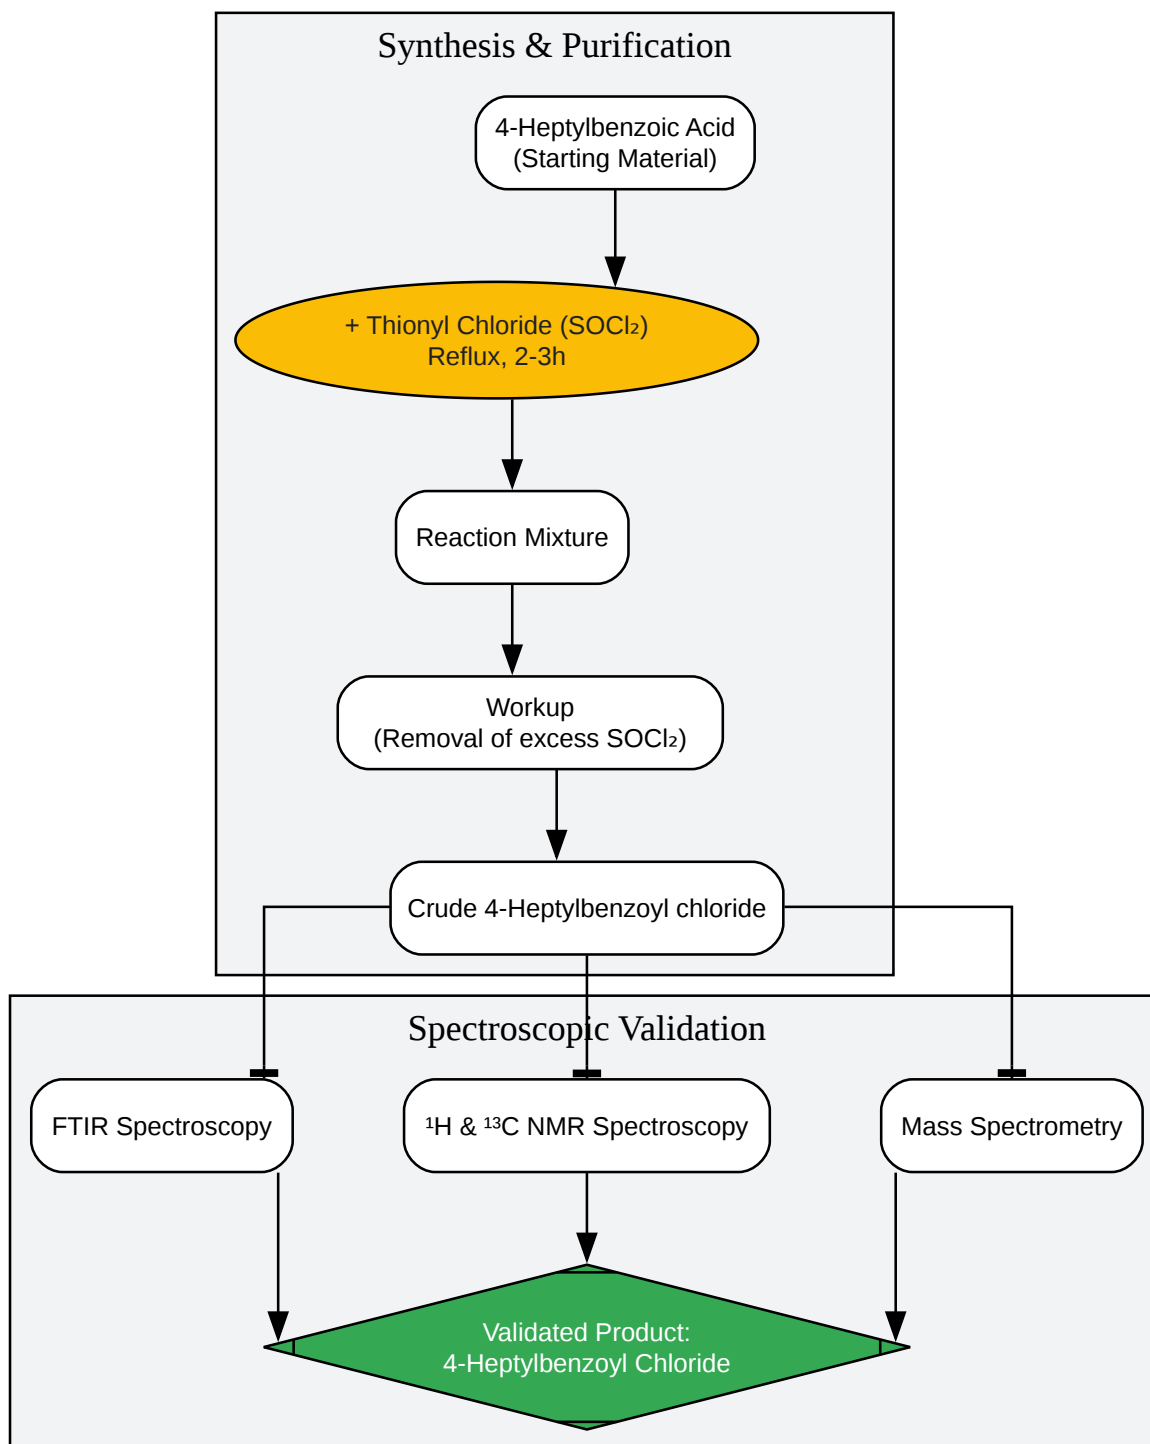 Synthesis & Purification
4-Heptylbenzoic Acid
(Starting Material)
+ Thionyl Chloride (SOCl₂)
Reflux, 2-3h
Reaction Mixture
Workup
(Removal of excess SOCl₂)
Crude 4-Heptylbenzoyl chloride
Spectroscopic Validation
FTIR Spectroscopy
¹H & ¹³C NMR Spectroscopy
Mass Spectrometry
Validated Product:
4-Heptylbenzoyl Chloride